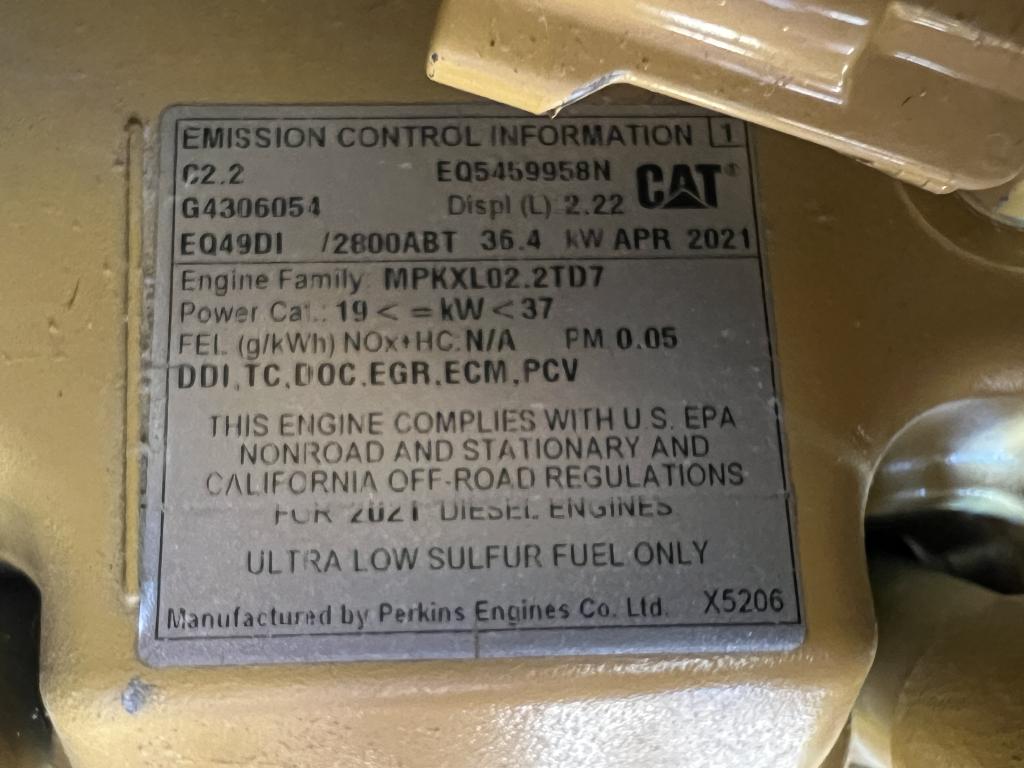 EMISSION CONTROL INFORMATION 1
C2.2 EQ5459958N CAT®
G4306054 Displ (L) 2.22
EQ49DI /2800ABT 36.4 kW APR 2021
Engine Family: MPKXL02.2TD7
Power Cat.: 19 < = kW < 37
FEL (g/kWh) NOx+HC: N/A PM 0.05
DDI,TC,DOC,EGR,ECM,PCV
THIS ENGINE COMPLIES WITH U.S. EPA
NONROAD AND STATIONARY AND
CALIFORNIA OFF-ROAD REGULATIONS
FOR 2021 DIESEL ENGINES
ULTRA LOW SULFUR FUEL ONLY
Manufactured by Perkins Engines Co. Ltd. X5206